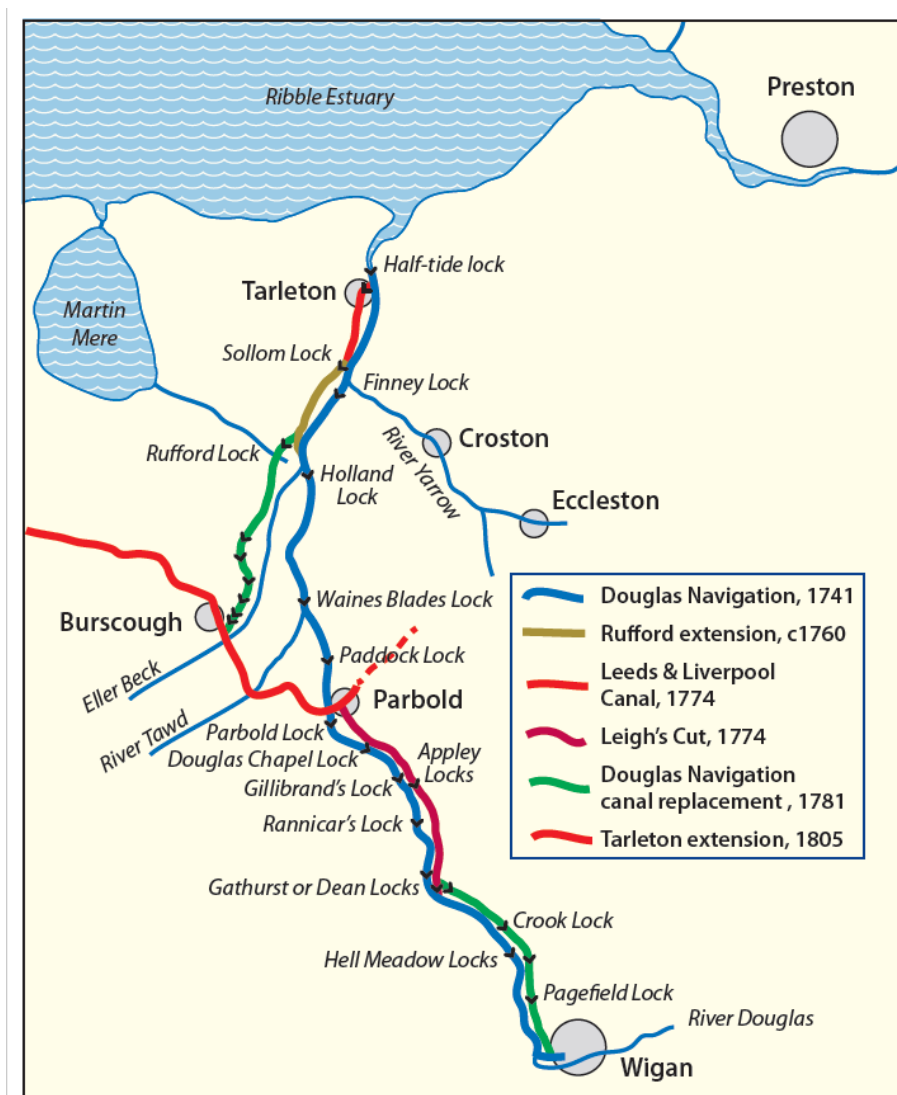 Preston
Ribble Estuary
Half-tide lock
Tarleton
Martin
Mere
Sollom Lock
Finney Lock
Croston
Rufford Lock
River Yarrow
Holland
Lock
Eccleston
Waines Blades Lock
Burscough
Paddock Lock
Eller Beck
Parbold
River Tawd
Parbold Lock
Douglas Chapel Lock
Appley
Locks
Gillibrand's Lock
Rannicar's Lock
Gathurst or Dean Locks
Crook Lock
Hell Meadow Locks
Pagefield Lock
River Douglas
Wigan
Douglas Navigation, 1741
Rufford extension, c1760
Leeds & Liverpool
Canal, 1774
Leigh's Cut, 1774
Douglas Navigation
canal replacement , 1781
Tarleton extension, 1805